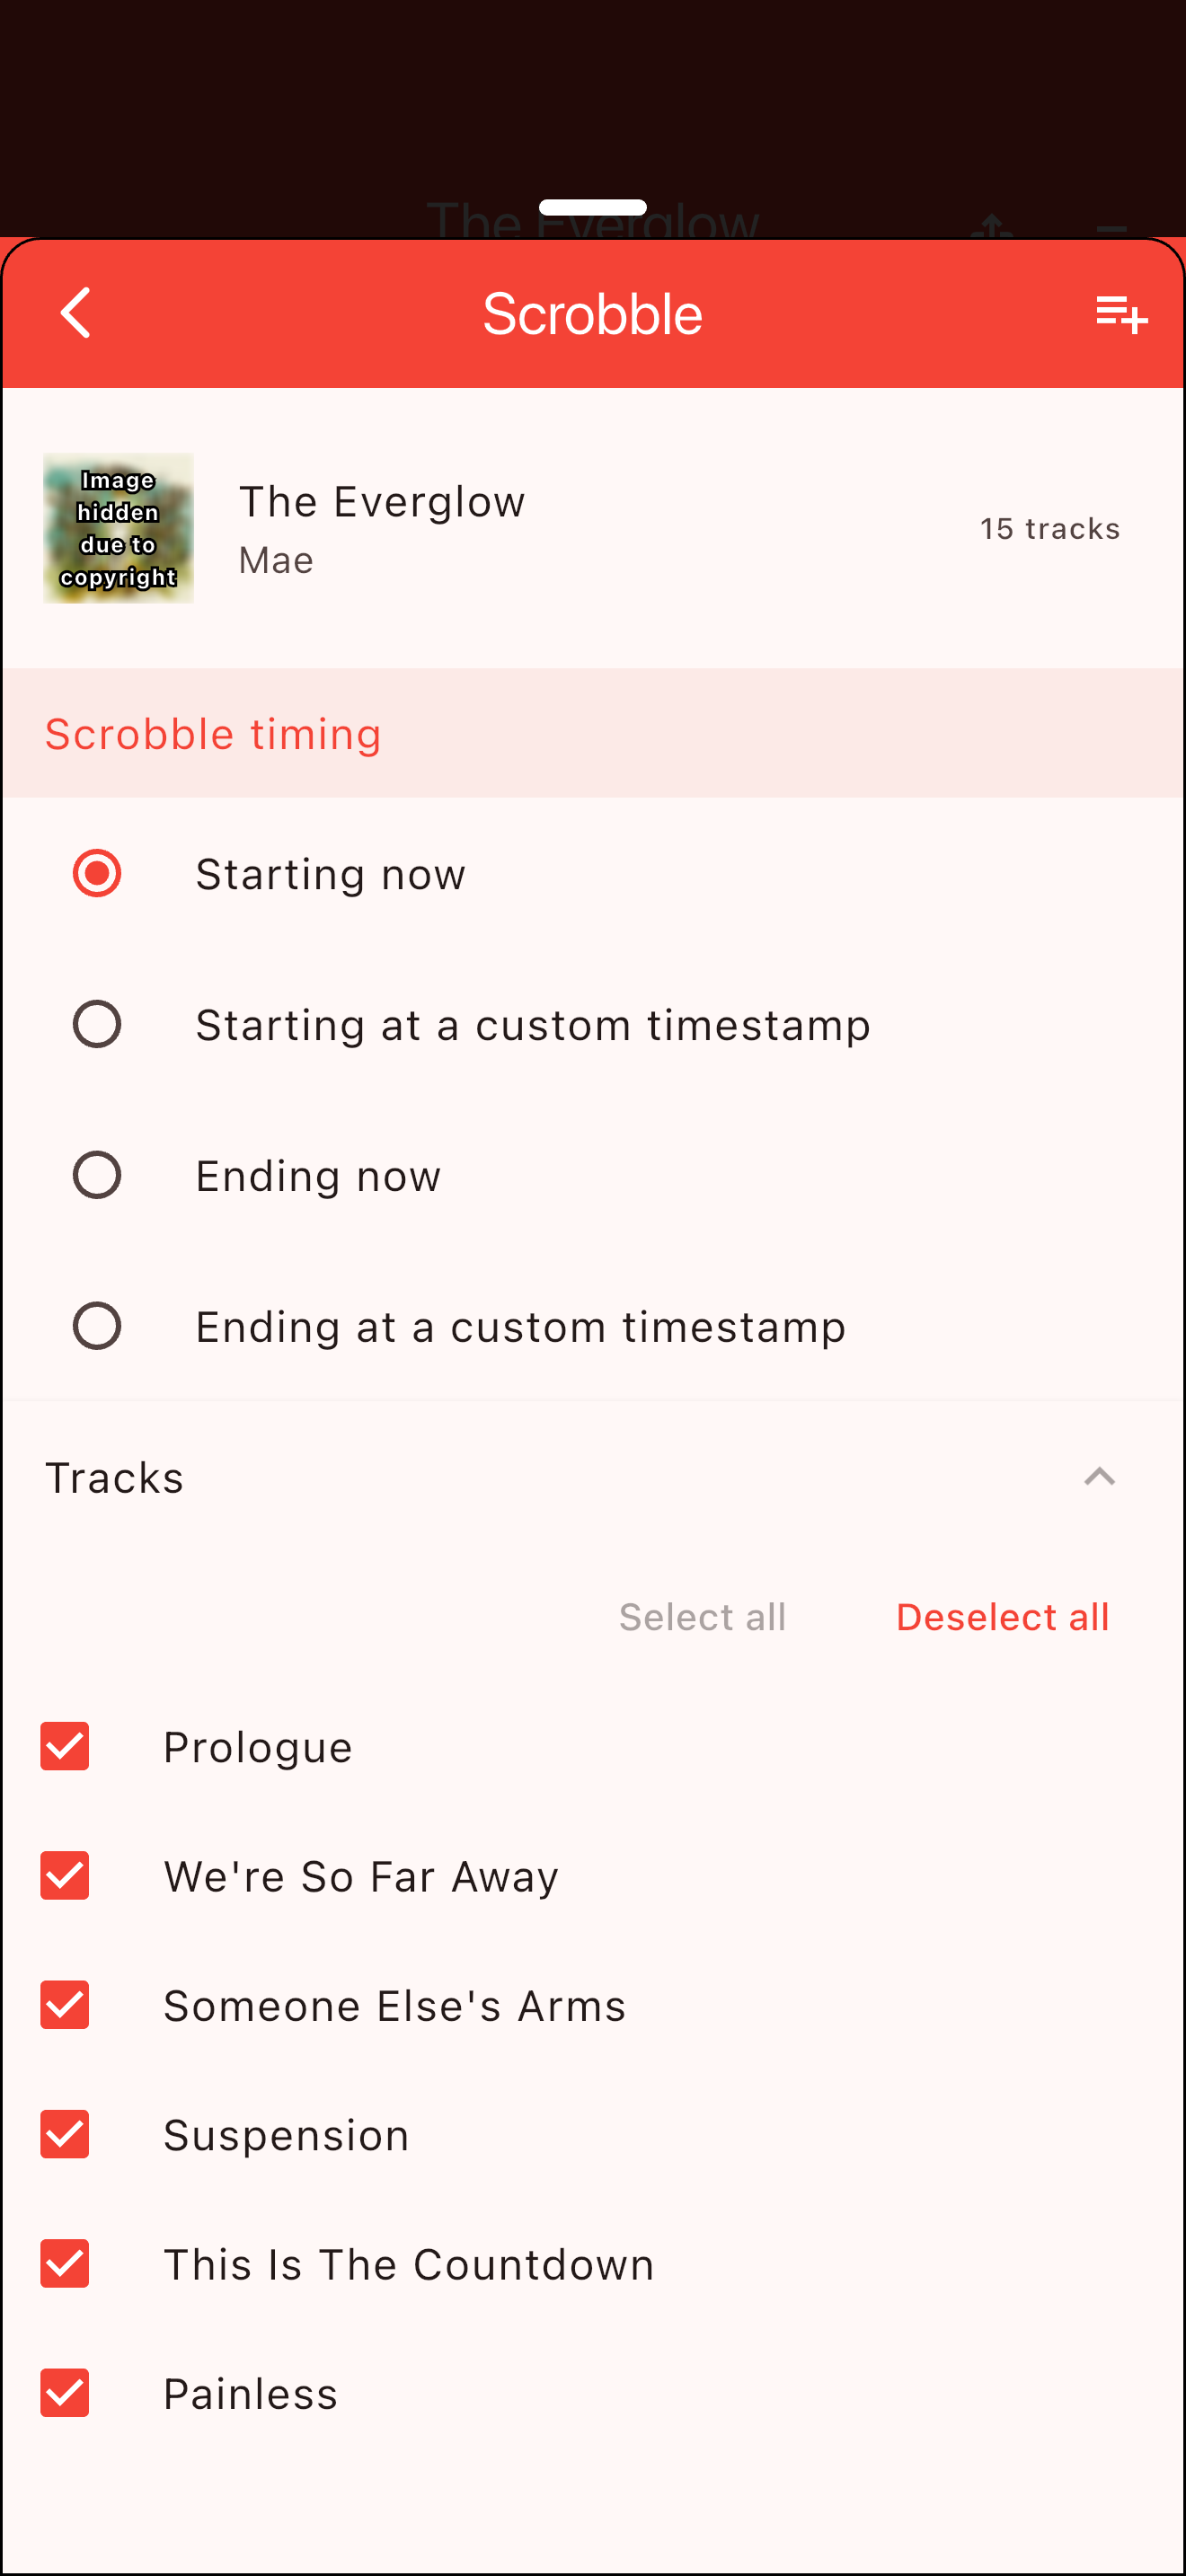 The Everglow
Scrobble
Image
hidden
due to
copyright
The Everglow
Mae
15 tracks
Scrobble timing
Starting now
Starting at a custom timestamp
Ending now
Ending at a custom timestamp
Tracks
Select all
Deselect all
Prologue
We're So Far Away
Someone Else's Arms
Suspension
This Is The Countdown
Painless